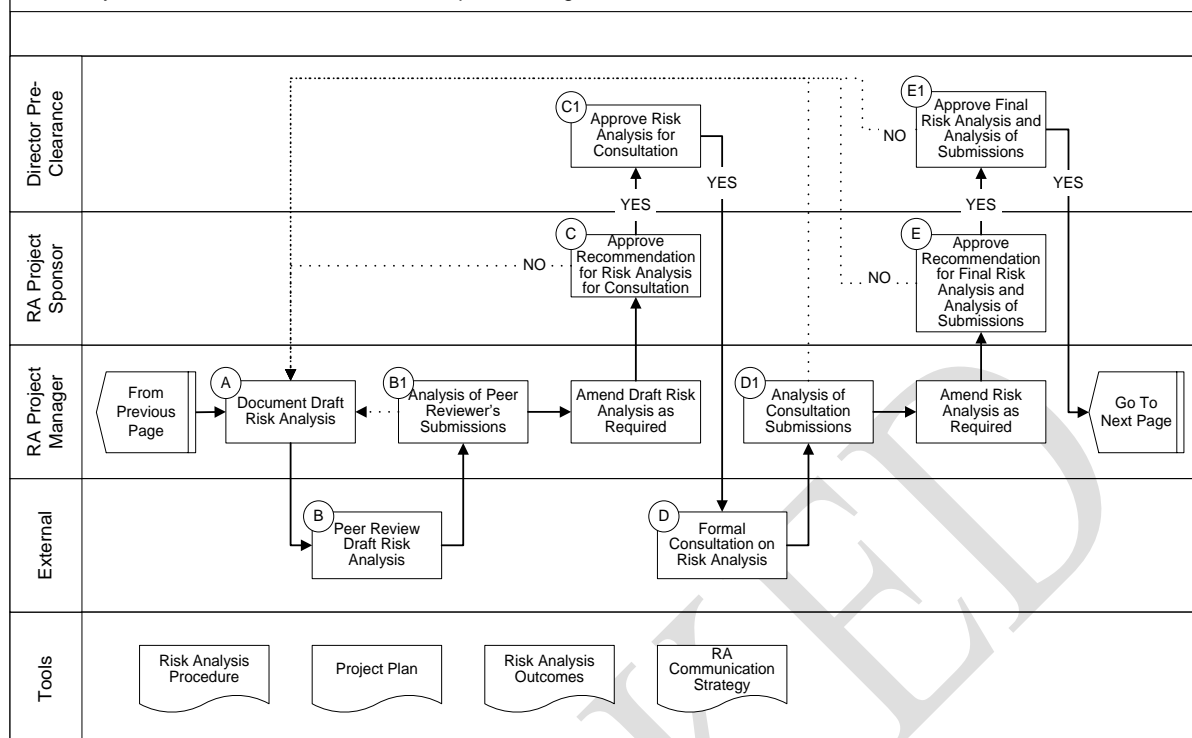 Director Pre-
Clearance
C1
Approve Risk
Analysis for
Consultation
YES
E1
Approve Final
Risk Analysis and
Analysis of
Submissions
NO
YES
RA Project
Sponsor
YES
C
Approve
Recommendation
for Risk Analysis
for Consultation
NO
YES
E
Approve
Recommendation
for Final Risk
Analysis and
Analysis of
Submissions
NO
RA Project
Manager
From
Previous
Page
A
Document Draft
Risk Analysis
B1
Analysis of Peer
Reviewer's
Submissions
Amend Draft Risk
Analysis as
Required
D1
Analysis of
Consultation
Submissions
Amend Risk
Analysis as
Required
Go To
Next Page
External
B
Peer Review
Draft Risk
Analysis
D
Formal
Consultation on
Risk Analysis
Tools
Risk Analysis
Procedure
Project Plan
Risk Analysis
Outcomes
RA
Communication
Strategy
KED